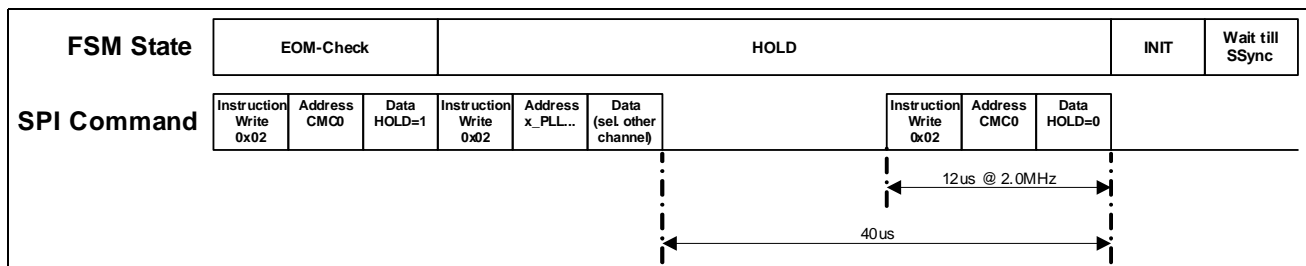 FSM State
EOM-Check
HOLD
INIT
Wait till
SSync
SPI Command
Instruction
Write
0x02
Address
CMC0
Data
HOLD=1
Instruction
Write
0x02
Address
x_PLL...
Data
(sel. other
channel)
Instruction
Write
0x02
Address
CMC0
Data
HOLD=0
12us @ 2.0MHz
40us